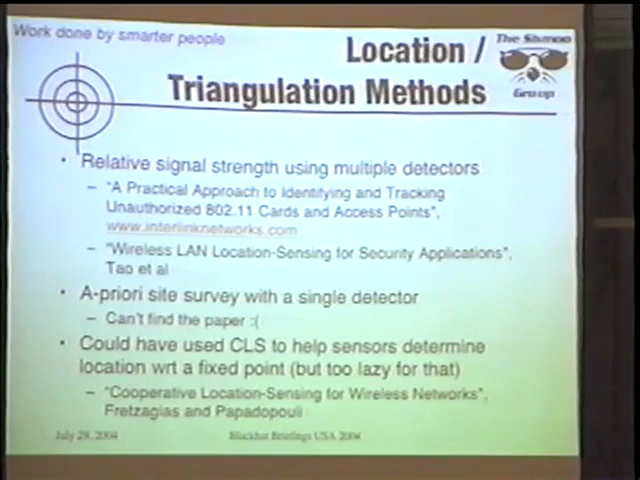 Work done by smarter people
The Shmoo
Group
Location /
Triangulation Methods
• Relative signal strength using multiple detectors
– "A Practical Approach to Identifying and Tracking
Unauthorized 802.11 Cards and Access Points",
www.interlinknetworks.com
– "Wireless LAN Location-Sensing for Security Applications",
Tao et al
• A-priori site survey with a single detector
– Can't find the paper :(
• Could have used CLS to help sensors determine
location wrt a fixed point (but too lazy for that)
– "Cooperative Location-Sensing for Wireless Networks",
Fretzagias and Papadopouli
July 29, 2004
Blackhat Briefings USA 2004